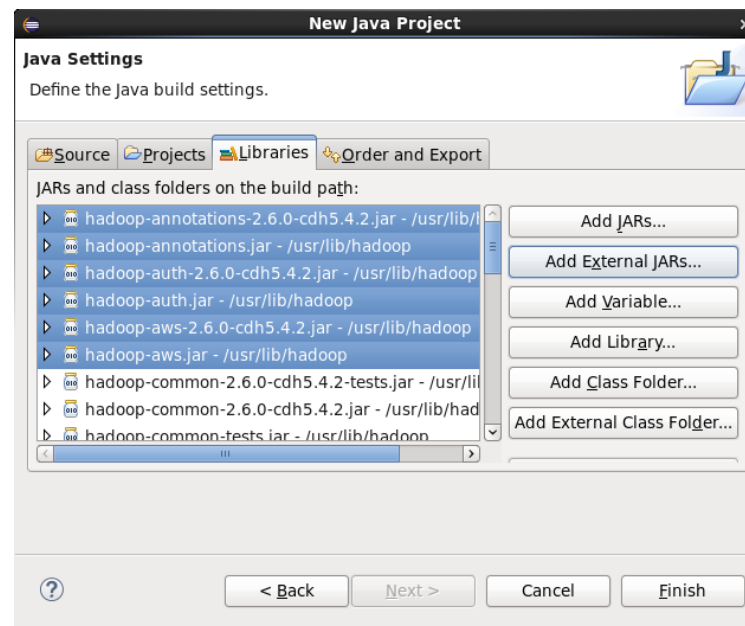 New Java Project
Java Settings
Define the Java build settings.
Source Projects Libraries Order and Export
JARs and class folders on the build path:
hadoop-annotations-2.6.0-cdh5.4.2.jar - /usr/lib/
hadoop-annotations.jar - /usr/lib/hadoop
hadoop-auth-2.6.0-cdh5.4.2.jar - /usr/lib/hadoop
hadoop-auth.jar - /usr/lib/hadoop
hadoop-aws-2.6.0-cdh5.4.2.jar - /usr/lib/hadoop
hadoop-aws.jar - /usr/lib/hadoop
hadoop-common-2.6.0-cdh5.4.2-tests.jar - /usr/li
hadoop-common-2.6.0-cdh5.4.2.jar - /usr/lib/had
hadoop-common-tests.jar - /usr/lib/hadoop
Add JARs...
Add External JARs...
Add Variable...
Add Library...
Add Class Folder...
Add External Class Folder...
? < Back Next > Cancel Finish